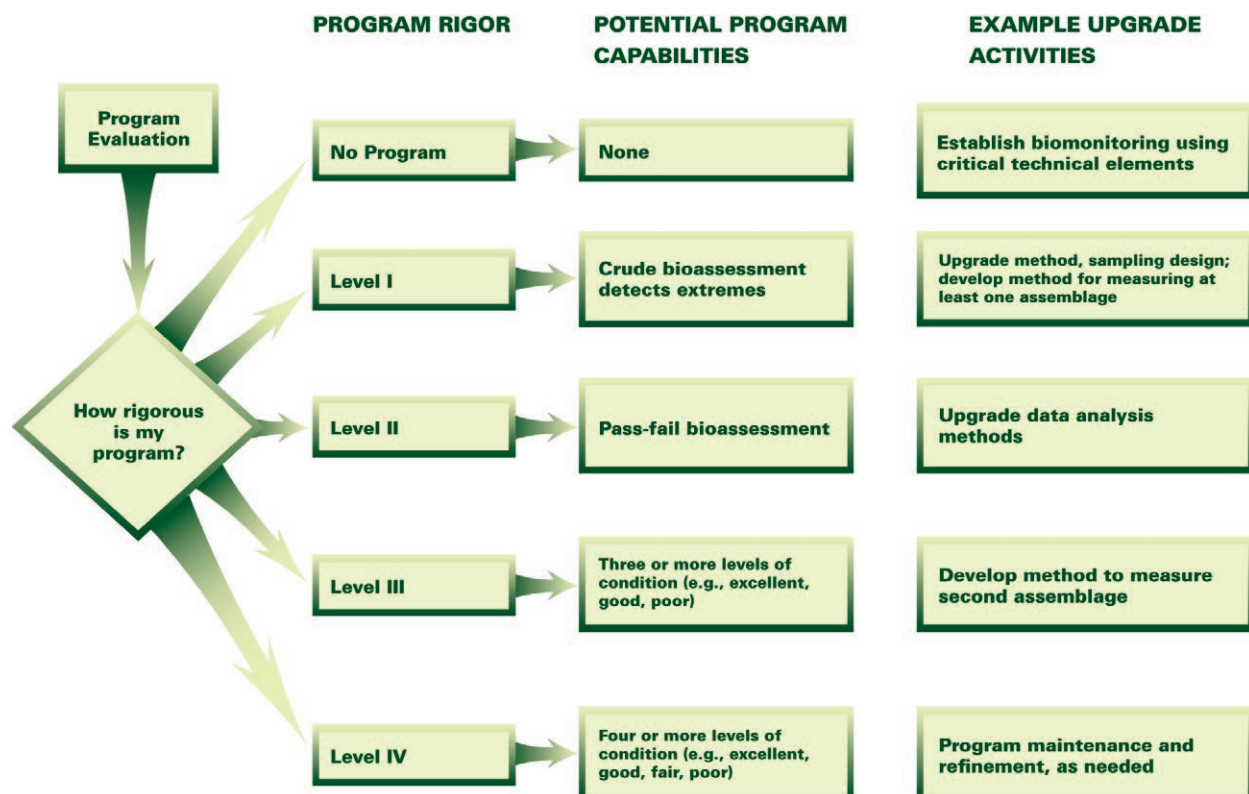 PROGRAM RIGOR
POTENTIAL PROGRAM
CAPABILITIES
EXAMPLE UPGRADE
ACTIVITIES
Program
Evaluation
How rigorous
is my
program?
No Program
None
Establish biomonitoring using
critical technical elements
Level I
Crude bioassessment
detects extremes
Upgrade method, sampling design;
develop method for measuring at
least one assemblage
Level II
Pass-fail bioassessment
Upgrade data analysis
methods
Level III
Three or more levels of
condition (e.g., excellent,
good, poor)
Develop method to measure
second assemblage
Level IV
Four or more levels of
condition (e.g., excellent,
good, fair, poor)
Program maintenance and
refinement, as needed